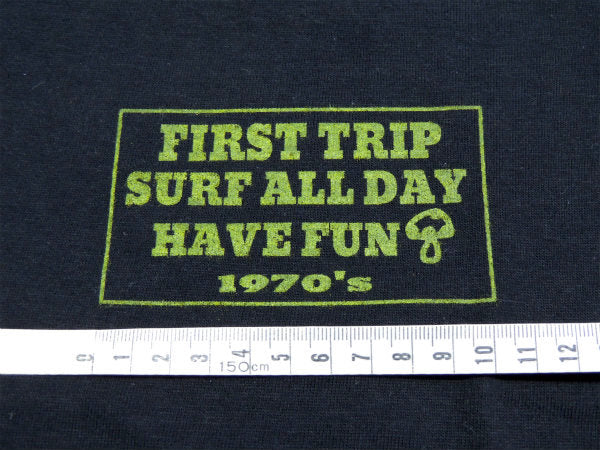 FIRST TRIP
SURF ALL DAY
HAVE FUN
1970's
0 1 2 3 4 5 6 7 8 9 10 11 12
150cm